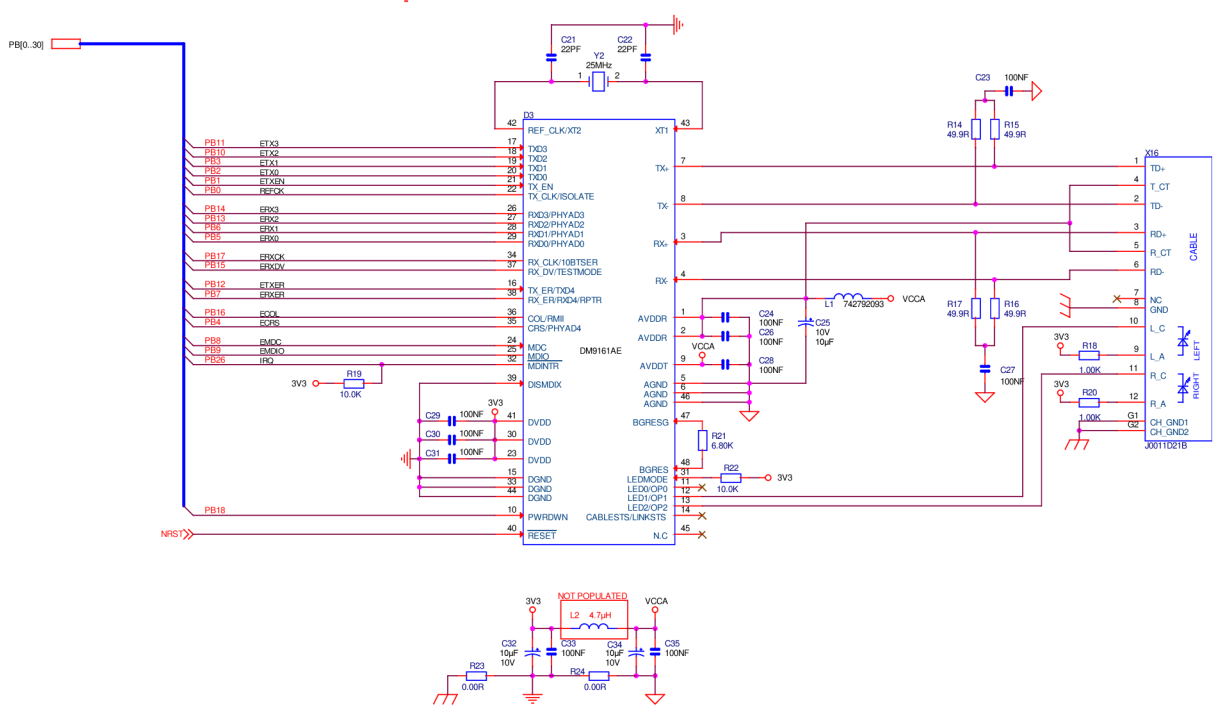 PB[0..30]
C21
22PF
C22
22PF
Y2
25MHz
1
2
D3
42
REF_CLK/XT2
XT1
43
PB11
ETX3
17
TXD3
PB10
ETX2
18
TXD2
PB3
ETX1
19
TXD1
PB2
ETX0
20
TXD0
PB1
ETXEN
21
TX_EN
PB0
REFCK
22
TX_CLK/ISOLATE
PB14
ERX3
26
RXD3/PHYAD3
PB13
ERX2
27
RXD2/PHYAD2
PB6
ERX1
28
RXD1/PHYAD1
PB5
ERX0
29
RXD0/PHYAD0
PB17
ERXCK
34
RX_CLK/10BTSER
PB15
ERXDV
37
RX_DV/TESTMODE
PB12
ETXER
16
TX_ER/TXD4
PB7
ERXER
38
RX_ER/RXD4/RPTR
PB16
ECOL
36
COL/RMII
PB4
ECRS
35
CRS/PHYAD4
PB8
EMDC
24
MDC
PB9
EMDIO
25
MDIO
PB26
IRQ
32
MDINTR
3V3
R19
10.0K
39
DISMDIX
3V3
C29
100NF
41
DVDD
C30
100NF
30
DVDD
C31
100NF
23
DVDD
15
DGND
33
DGND
44
DGND
PB18
10
PWRDWN
NRST
40
RESET
DM9161AE
TX+
7
TX-
8
RX+
3
RX-
4
AVDDR
1
AVDDR
2
AVDDT
9
AGND
5
AGND
6
AGND
46
BGRESG
47
BGRES
48
LEDMODE
31
LED0/OP0
11
LED1/OP1
12
LED2/OP2
13
CABLESTS/LINKSTS
14
N.C
45
C24
100NF
C26
100NF
VCCA
C28
100NF
R21
6.80K
R22
10.0K
3V3
L1
742792093
VCCA
C25
10V
10µF
C23
100NF
R14
49.9R
R15
49.9R
R17
49.9R
R16
49.9R
C27
100NF
X16
1
TD+
4
T_CT
2
TD-
3
RD+
5
R_CT
6
RD-
7
NC
8
GND
10
L_C
9
L_A
11
R_C
12
R_A
G1
CH_GND1
G2
CH_GND2
J0011D21B
CABLE
LEFT
RIGHT
3V3
R18
1.00K
3V3
R20
1.00K
NOT POPULATED
3V3
L2
4.7µH
VCCA
C32
10µF
10V
C33
100NF
C34
10µF
10V
C35
100NF
R23
0.00R
R24
0.00R